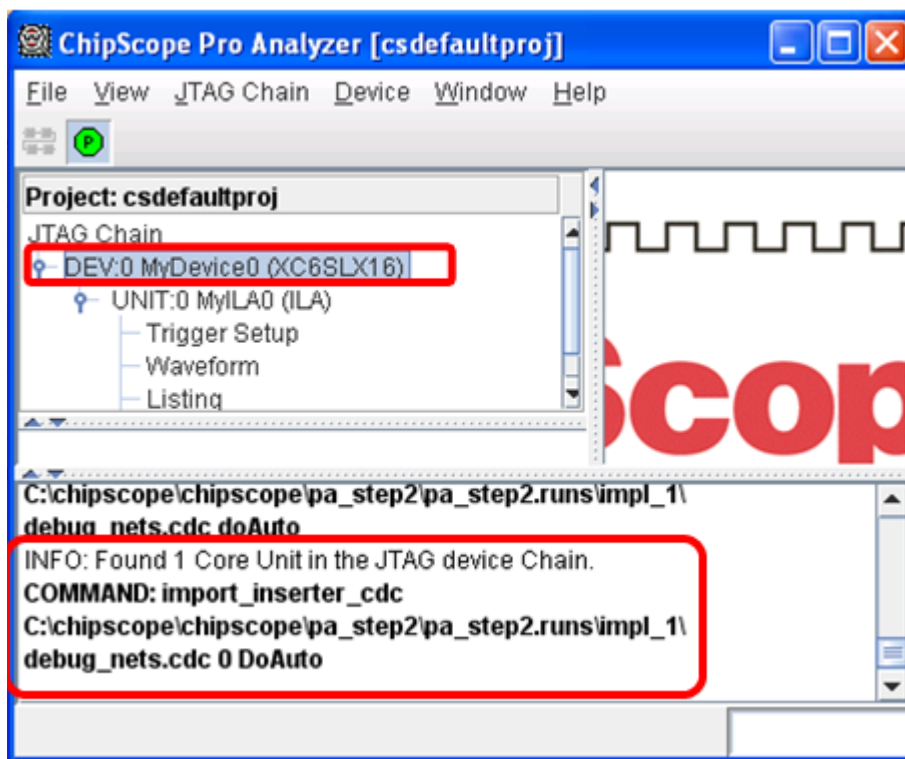 ChipScope Pro Analyzer [csdefaultproj]
File View JTAG Chain Device Window Help
P
Project: csdefaultproj
JTAG Chain
DEV:0 MyDevice0 (XC6SLX16)
UNIT:0 MyILA0 (ILA)
Trigger Setup
Waveform
Listing
Scop
C:\chipscope\chipscope\pa_step2\pa_step2.runs\impl_1\
debug_nets.cdc doAuto
INFO: Found 1 Core Unit in the JTAG device Chain.
COMMAND: import_inserter_cdc
C:\chipscope\chipscope\pa_step2\pa_step2.runs\impl_1\
debug_nets.cdc 0 DoAuto